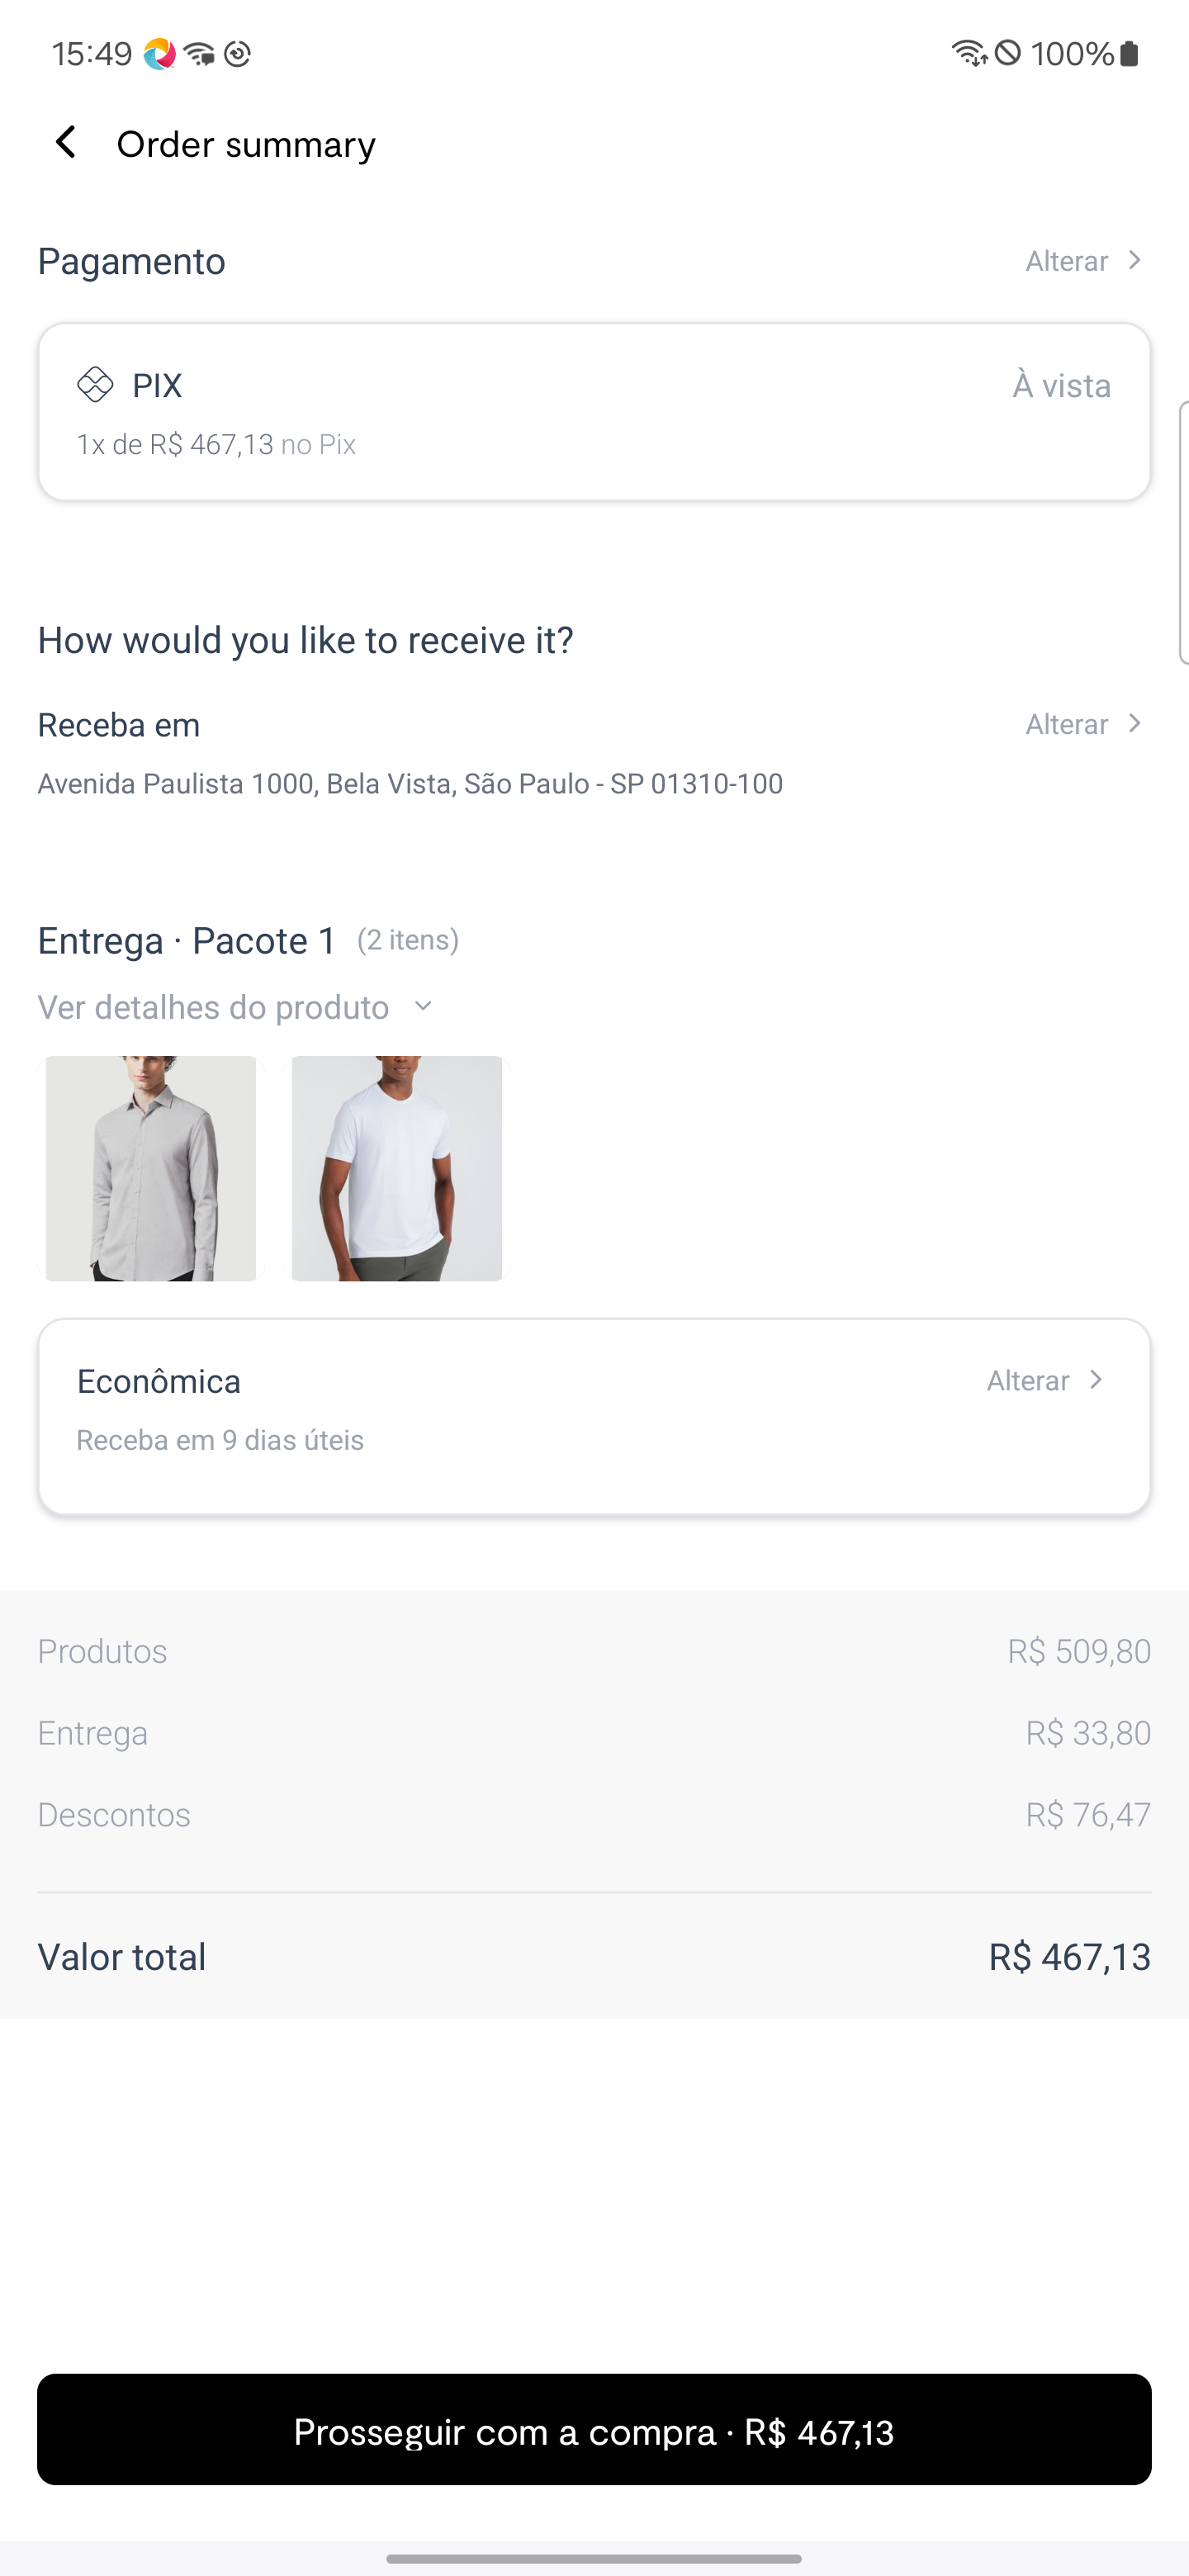 15:49
100%
Order summary
Pagamento
Alterar
PIX
À vista
1x de R$ 467,13 no Pix
How would you like to receive it?
Receba em
Alterar
Avenida Paulista 1000, Bela Vista, São Paulo - SP 01310-100
Entrega · Pacote 1 (2 itens)
Ver detalhes do produto
Econômica
Alterar
Receba em 9 dias úteis
Produtos R$ 509,80
Entrega R$ 33,80
Descontos R$ 76,47
Valor total R$ 467,13
Prosseguir com a compra · R$ 467,13